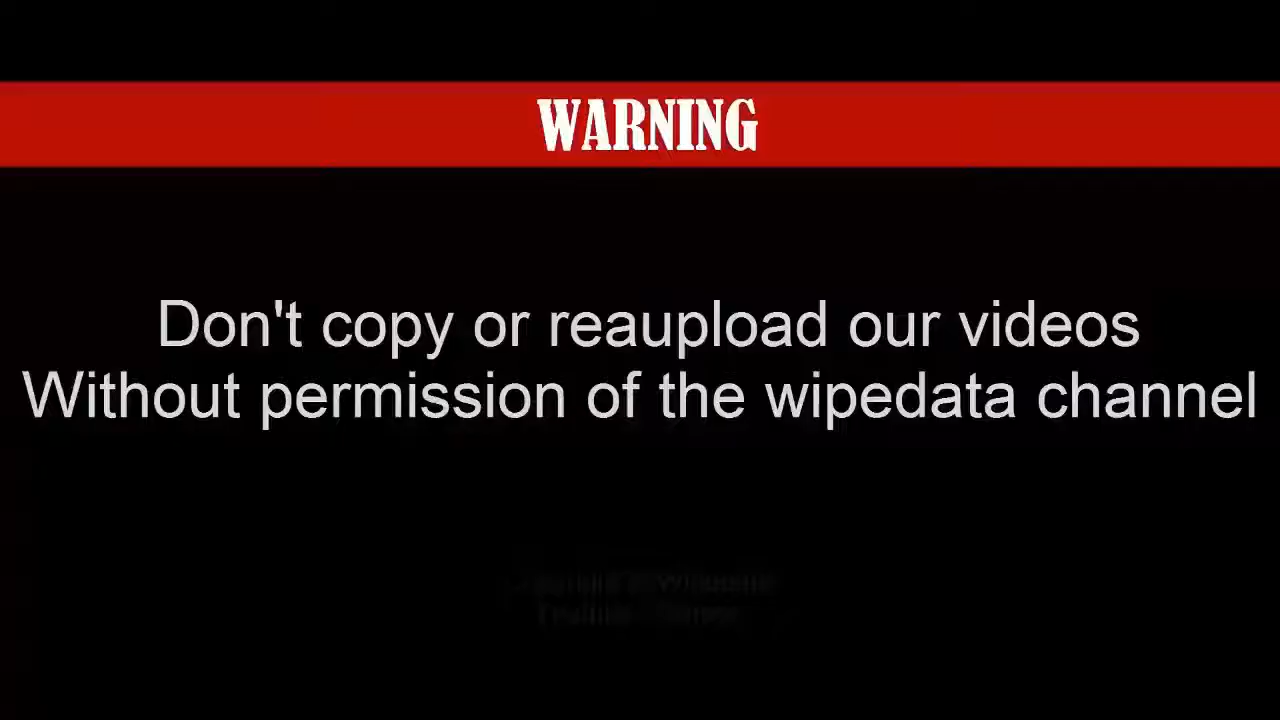 WARNING
Don't copy or reaupload our videos
Without permission of the wipedata channel